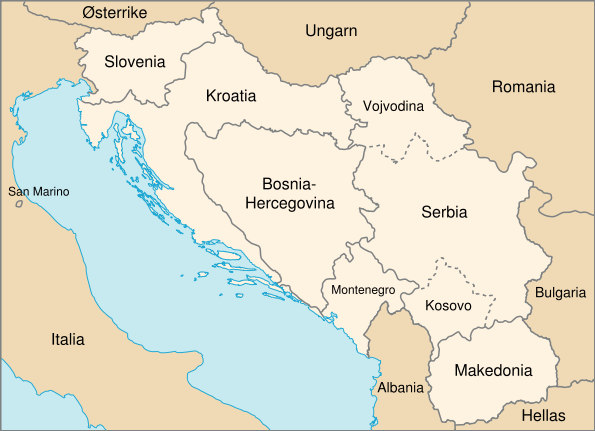 Østerrike
Ungarn
Slovenia
Romania
Kroatia
Vojvodina
Bosnia-
Hercegovina
San Marino
Serbia
Montenegro
Bulgaria
Kosovo
Italia
Makedonia
Albania
Hellas